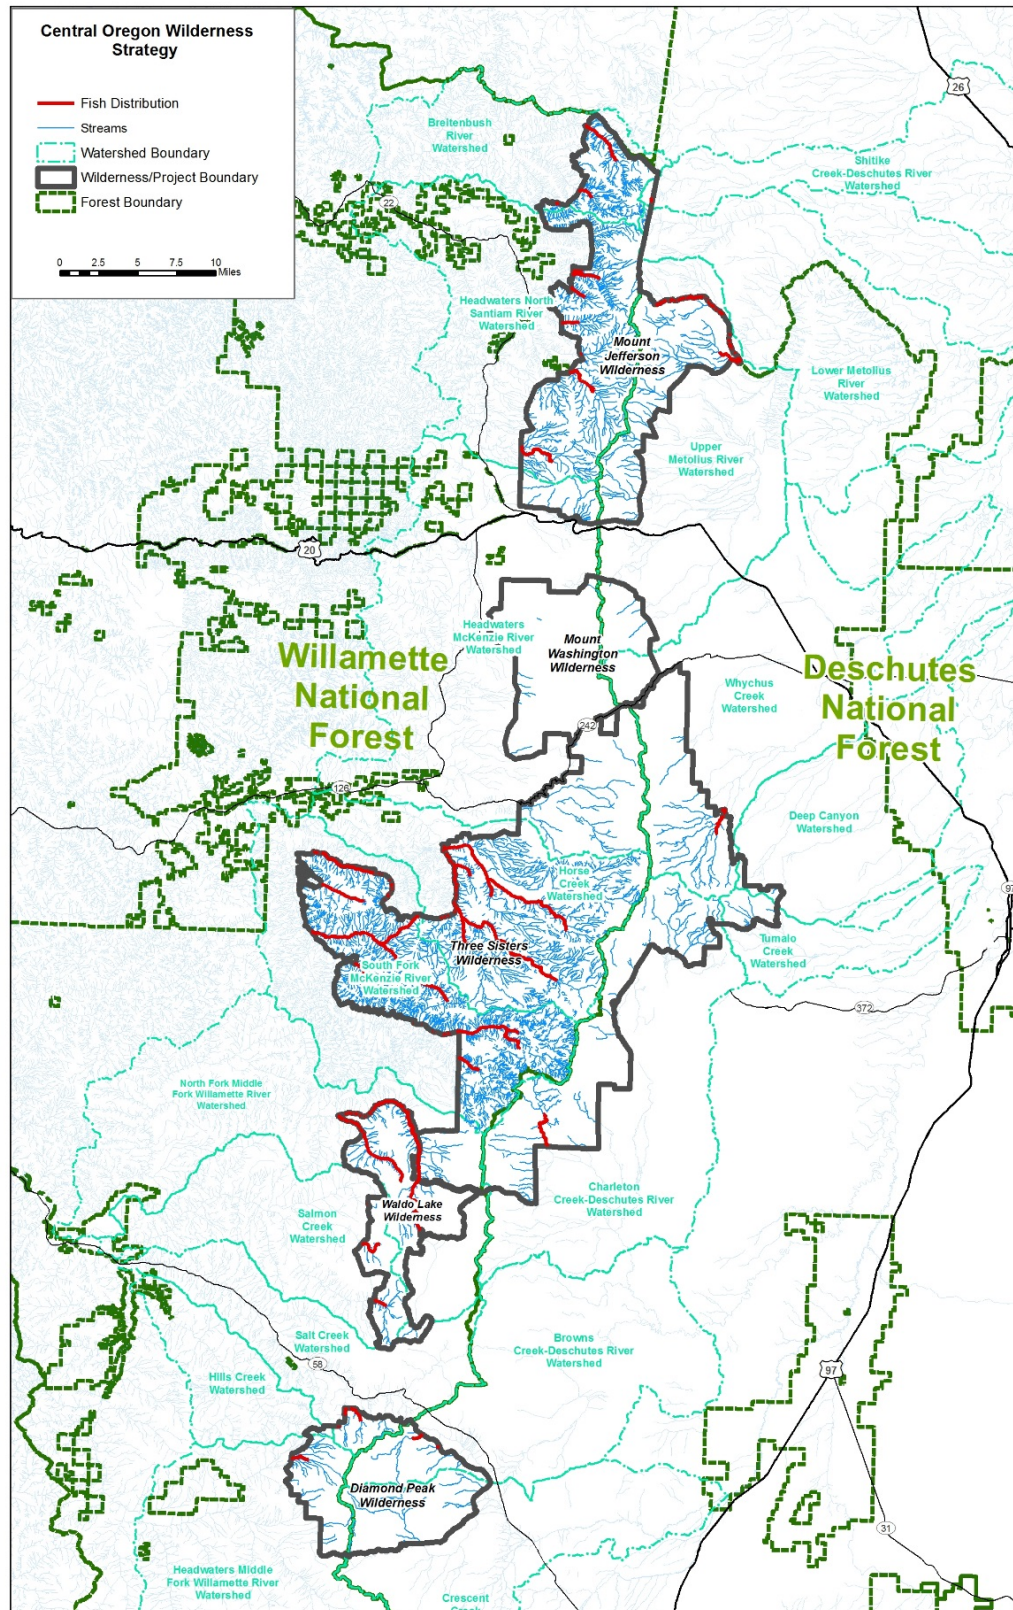 Central Oregon Wilderness
Strategy
Fish Distribution
Streams
Watershed Boundary
Wilderness/Project Boundary
Forest Boundary
0 2.5 5 7.5 10
Miles
26
Breitenbush
River
Watershed
Shitike
Creek-Deschutes River
Watershed
22
Headwaters North
Santiam River
Watershed
Mount
Jefferson
Wilderness
Lower Metolius
River
Watershed
Upper
Metolius River
Watershed
20
Headwaters
McKenzie River
Watershed
Mount
Washington
Wilderness
Willamette
National
Forest
Deschutes
National
Forest
Whychus
Creek
Watershed
242
126
Deep Canyon
Watershed
Horse
Creek
Watershed
97
Three Sisters
Wilderness
Tumalo
Creek
Watershed
South Fork
McKenzie River
Watershed
372
North Fork Middle
Fork Willamette River
Watershed
Charleton
Creek-Deschutes River
Watershed
Waldo Lake
Wilderness
Salmon
Creek
Watershed
Salt Creek
Watershed
Browns
Creek-Deschutes River
Watershed
58
97
Hills Creek
Watershed
Diamond Peak
Wilderness
31
Headwaters Middle
Fork Willamette River
Watershed
Crescent
Creek